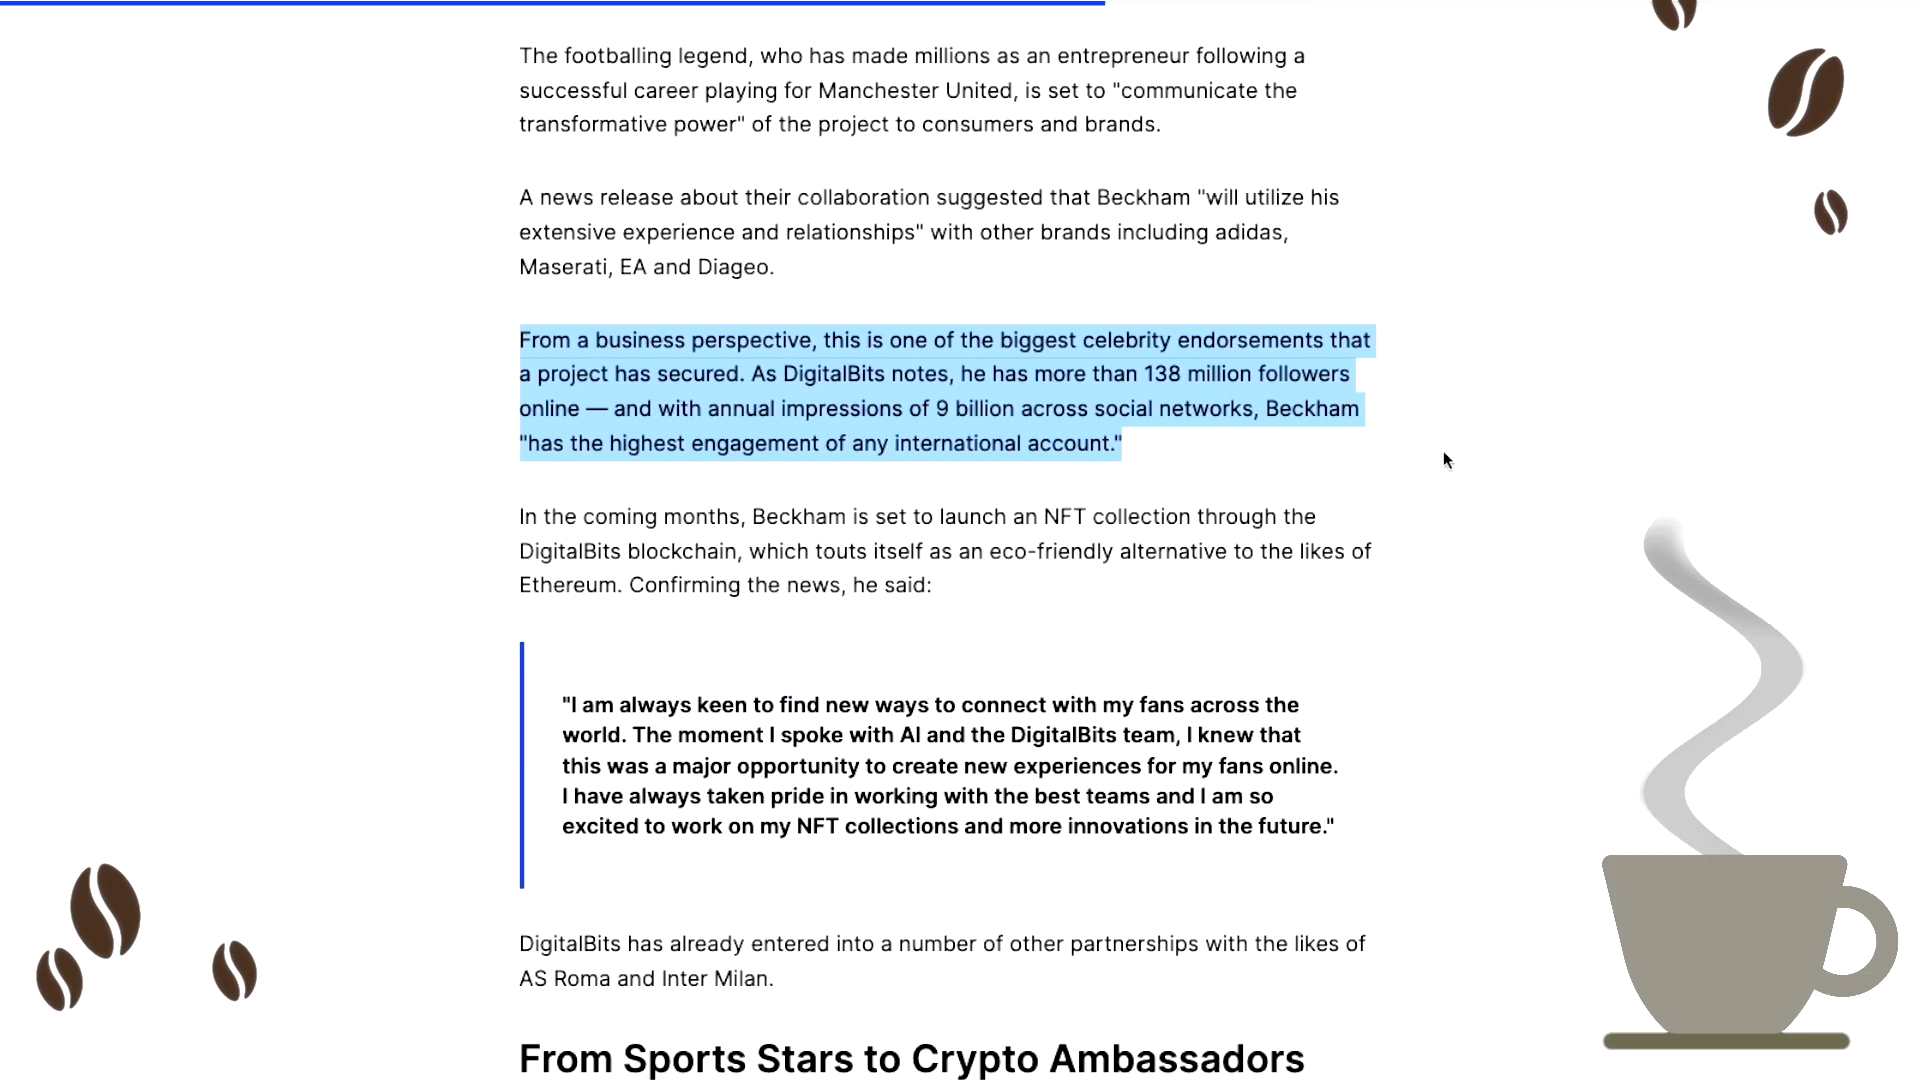 The footballing legend, who has made millions as an entrepreneur following a
successful career playing for Manchester United, is set to "communicate the
transformative power" of the project to consumers and brands.
A news release about their collaboration suggested that Beckham "will utilize his
extensive experience and relationships" with other brands including adidas,
Maserati, EA and Diageo.
From a business perspective, this is one of the biggest celebrity endorsements that
a project has secured. As DigitalBits notes, he has more than 138 million followers
online — and with annual impressions of 9 billion across social networks, Beckham
"has the highest engagement of any international account."
In the coming months, Beckham is set to launch an NFT collection through the
DigitalBits blockchain, which touts itself as an eco-friendly alternative to the likes of
Ethereum. Confirming the news, he said:
"I am always keen to find new ways to connect with my fans across the
world. The moment I spoke with Al and the DigitalBits team, I knew that
this was a major opportunity to create new experiences for my fans online.
I have always taken pride in working with the best teams and I am so
excited to work on my NFT collections and more innovations in the future."
DigitalBits has already entered into a number of other partnerships with the likes of
AS Roma and Inter Milan.
From Sports Stars to Crypto Ambassadors